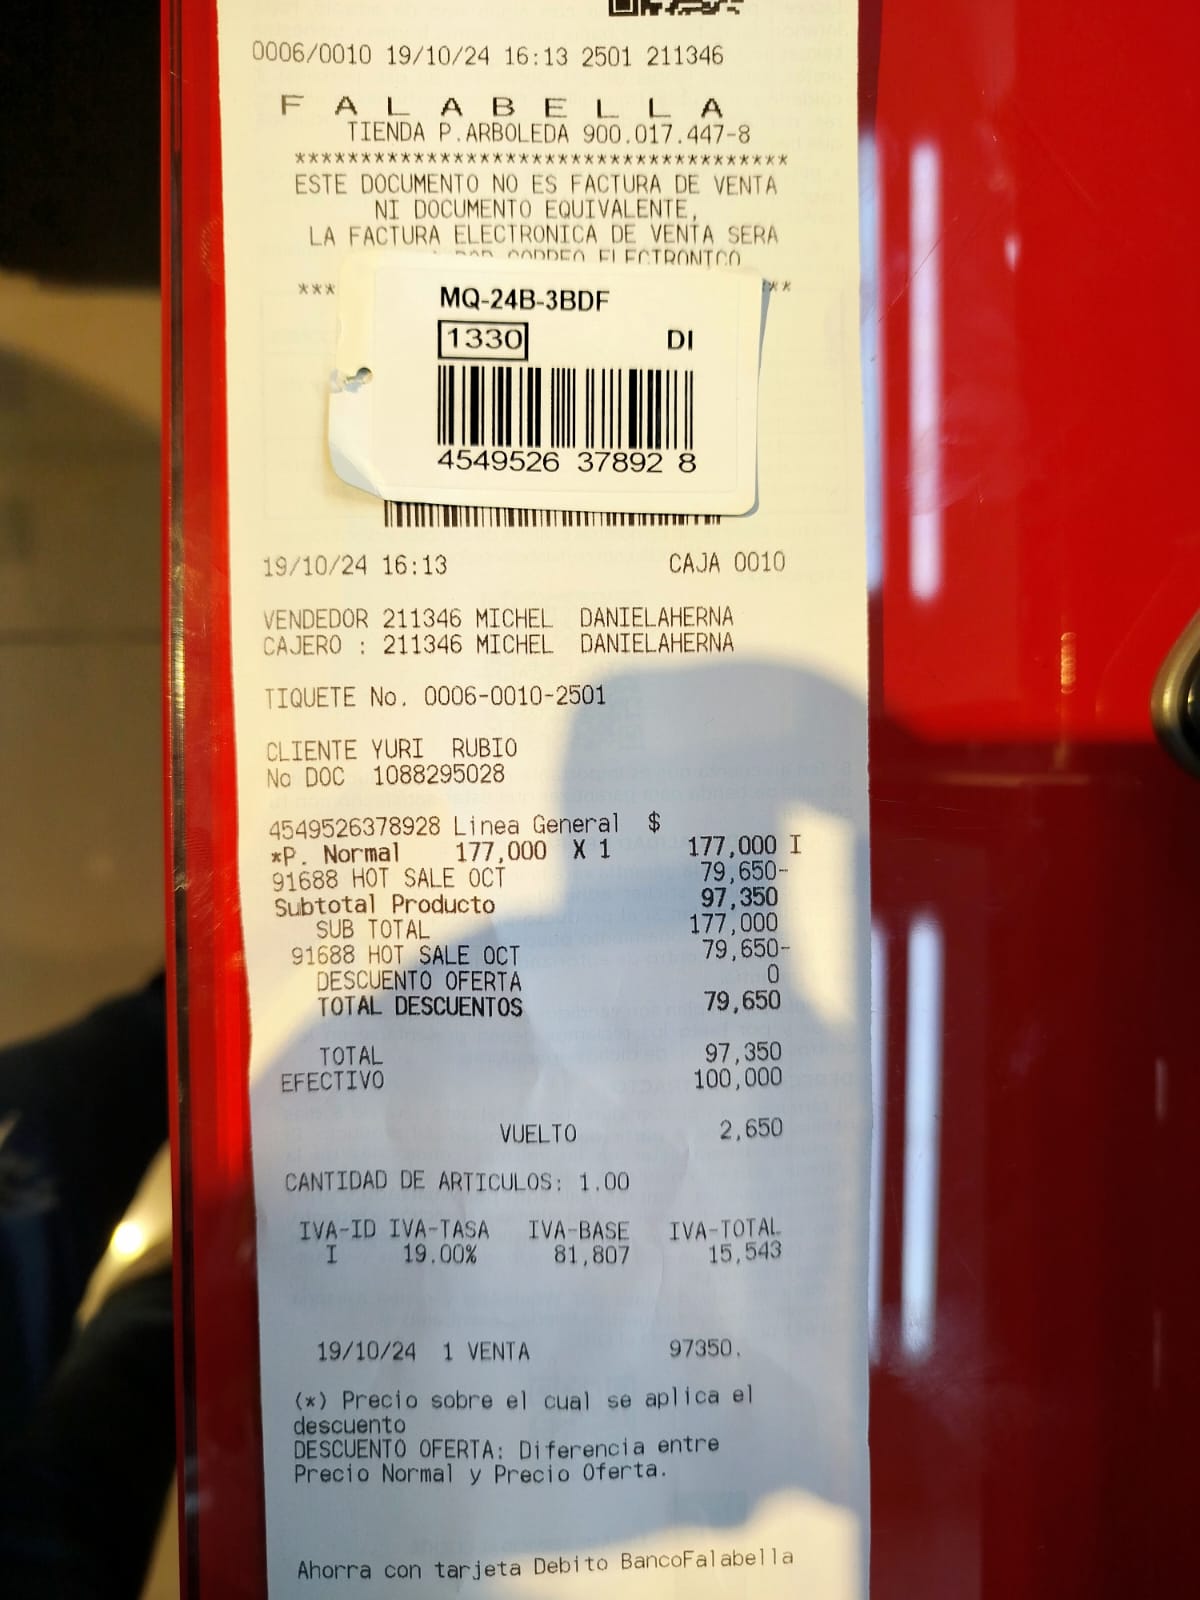 0006/0010 19/10/24 16:13 2501 211346
F A L A B E L L A
TIENDA P.ARBOLEDA 900.017.447-8
**************************************
ESTE DOCUMENTO NO ES FACTURA DE VENTA
NI DOCUMENTO EQUIVALENTE,
LA FACTURA ELECTRONICA DE VENTA SERA
POR CORREO ELECTRONICO
*** **
MQ-24B-3BDF
1330 DI
4549526 37892 8
19/10/24 16:13 CAJA 0010
VENDEDOR 211346 MICHEL DANIELAHERNA
CAJERO : 211346 MICHEL DANIELAHERNA
TIQUETE No. 0006-0010-2501
CLIENTE YURI RUBIO
No DOC 1088295028
4549526378928 Linea General $
*P. Normal 177,000 X 1 177,000 I
91688 HOT SALE OCT 79,650-
Subtotal Producto 97,350
SUB TOTAL 177,000
91688 HOT SALE OCT 79,650-
DESCUENTO OFERTA 0
TOTAL DESCUENTOS 79,650
TOTAL 97,350
EFECTIVO 100,000
VUELTO 2,650
CANTIDAD DE ARTICULOS: 1.00
IVA-ID IVA-TASA IVA-BASE IVA-TOTAL
I 19.00% 81,807 15,543
19/10/24 1 VENTA 97350.
(*) Precio sobre el cual se aplica el
descuento
DESCUENTO OFERTA: Diferencia entre
Precio Normal y Precio Oferta.
Ahorra con tarjeta Debito BancoFalabella